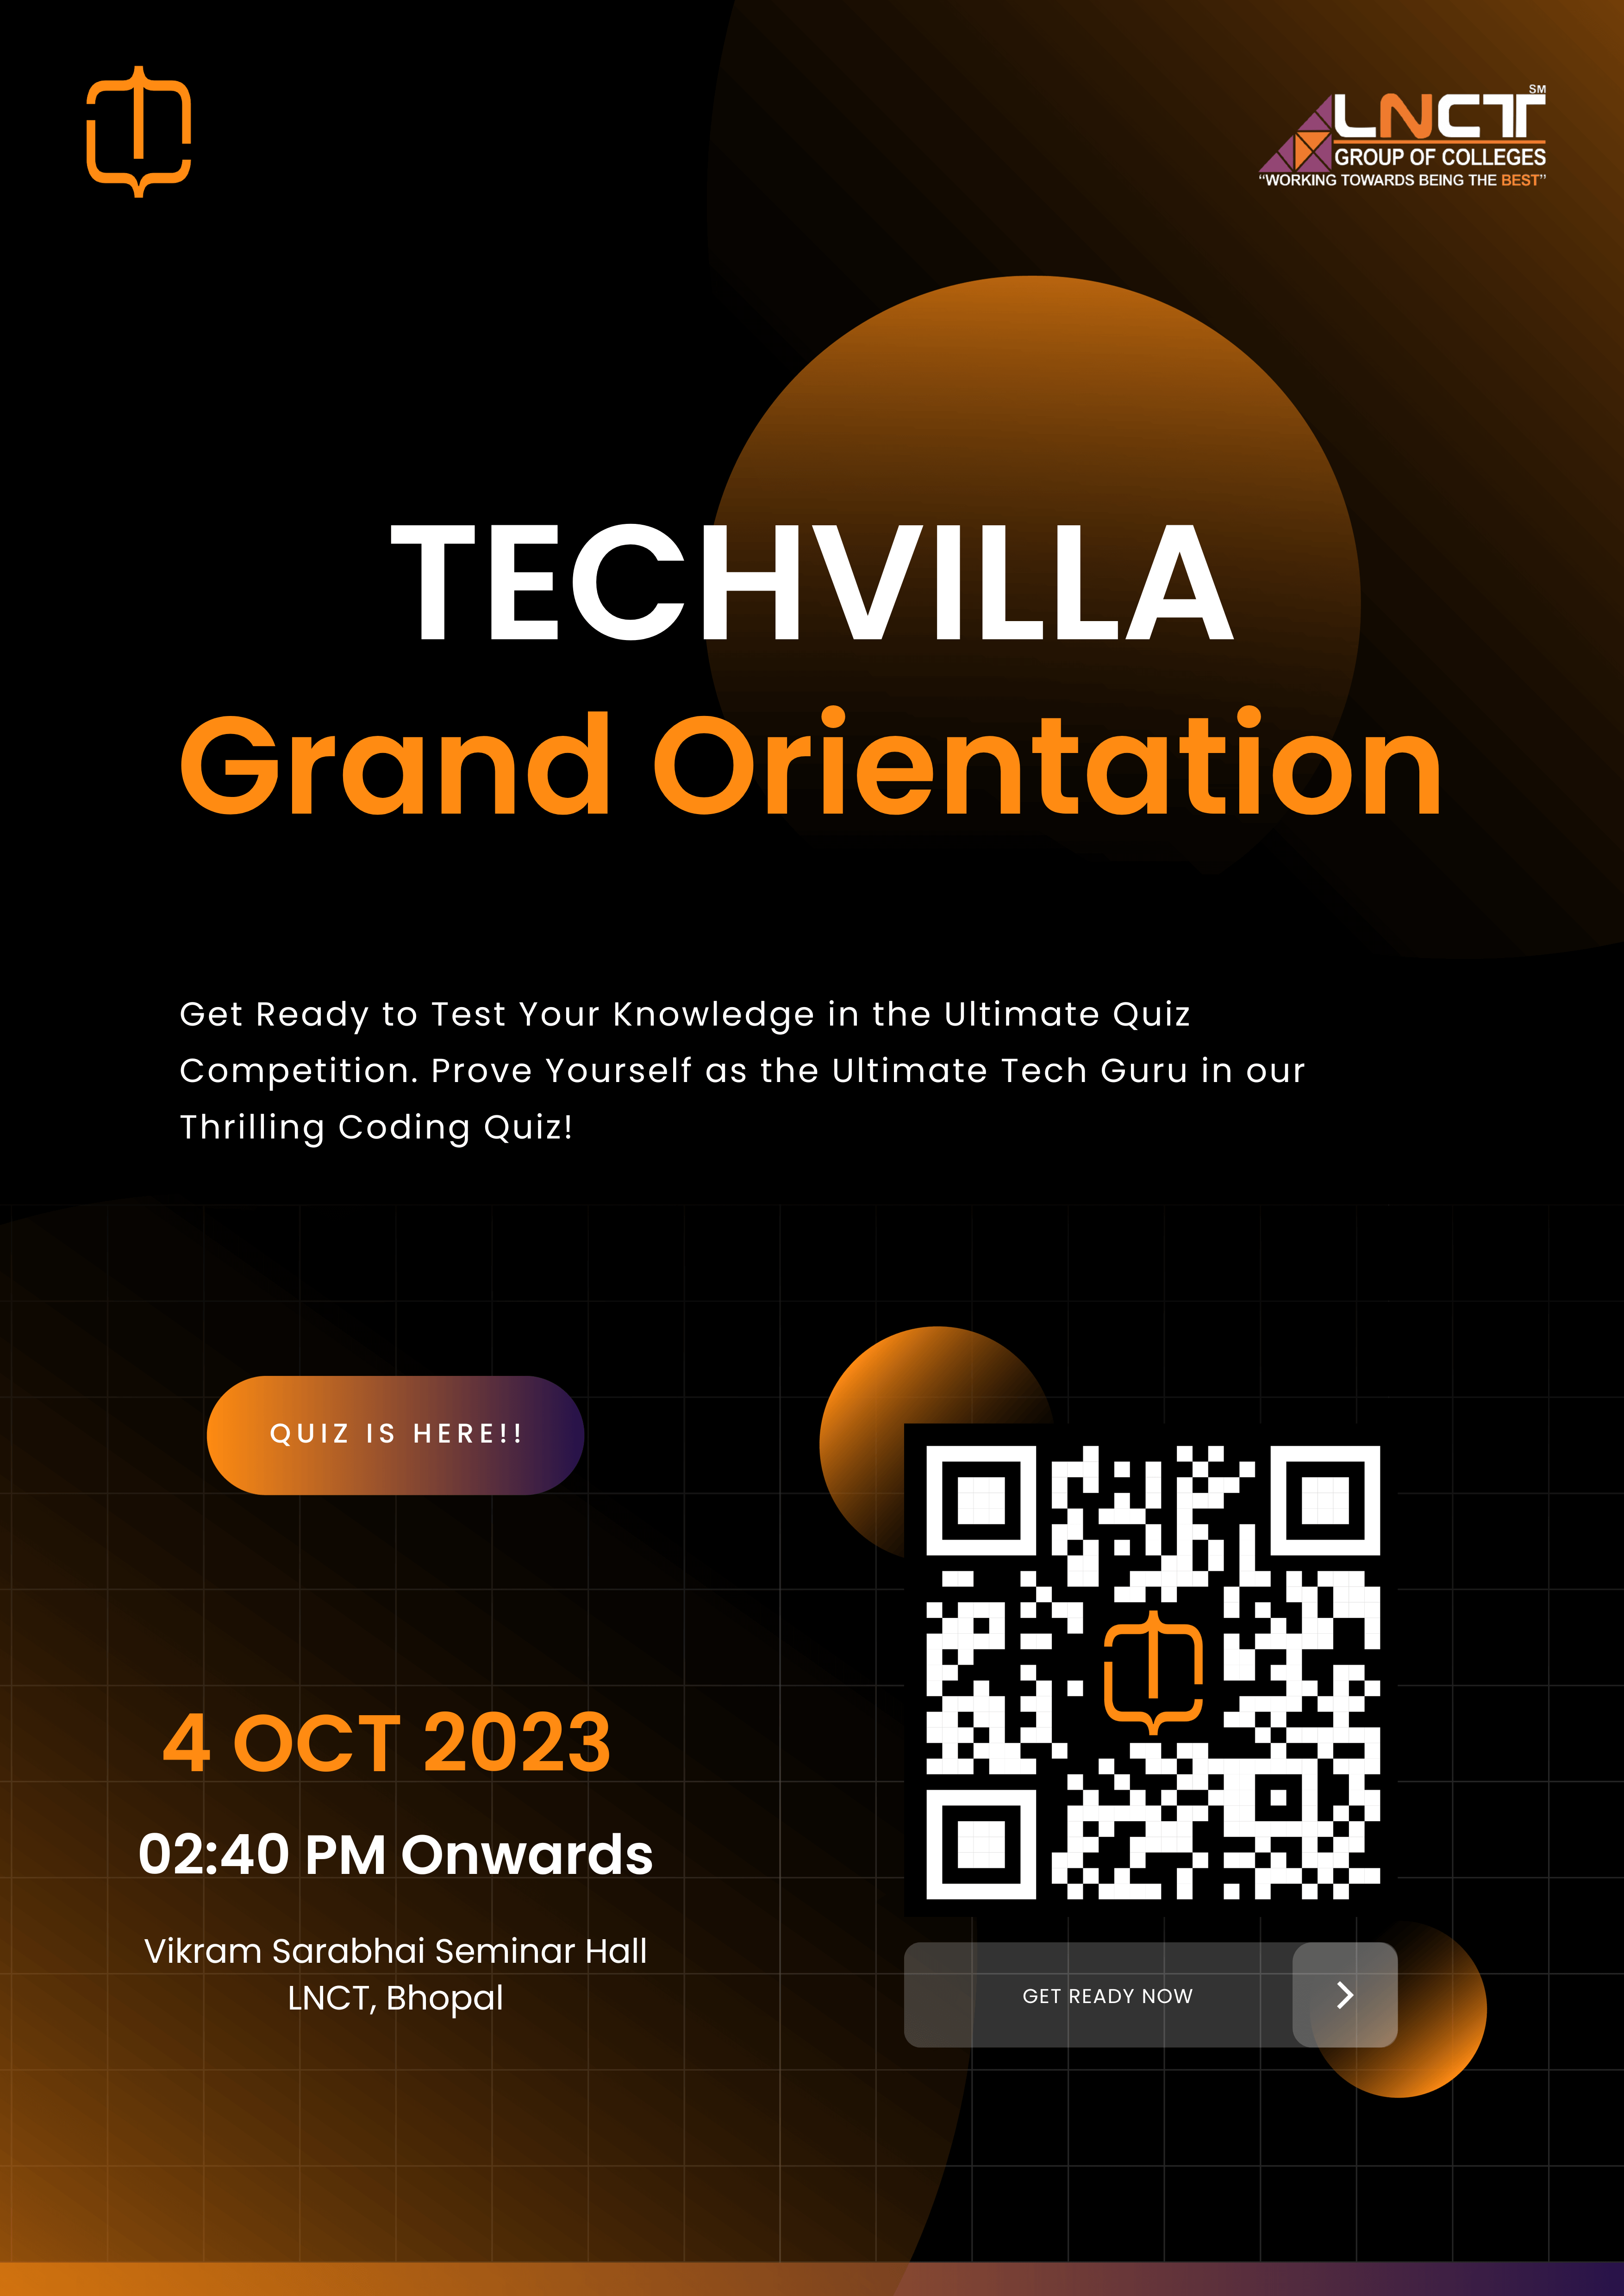 LNCT SM
GROUP OF COLLEGES
“WORKING TOWARDS BEING THE BEST”
TECHVILLA
Grand Orientation
Get Ready to Test Your Knowledge in the Ultimate Quiz
Competition. Prove Yourself as the Ultimate Tech Guru in our
Thrilling Coding Quiz!
QUIZ IS HERE!!
4 OCT 2023
02:40 PM Onwards
Vikram Sarabhai Seminar Hall
LNCT, Bhopal
GET READY NOW